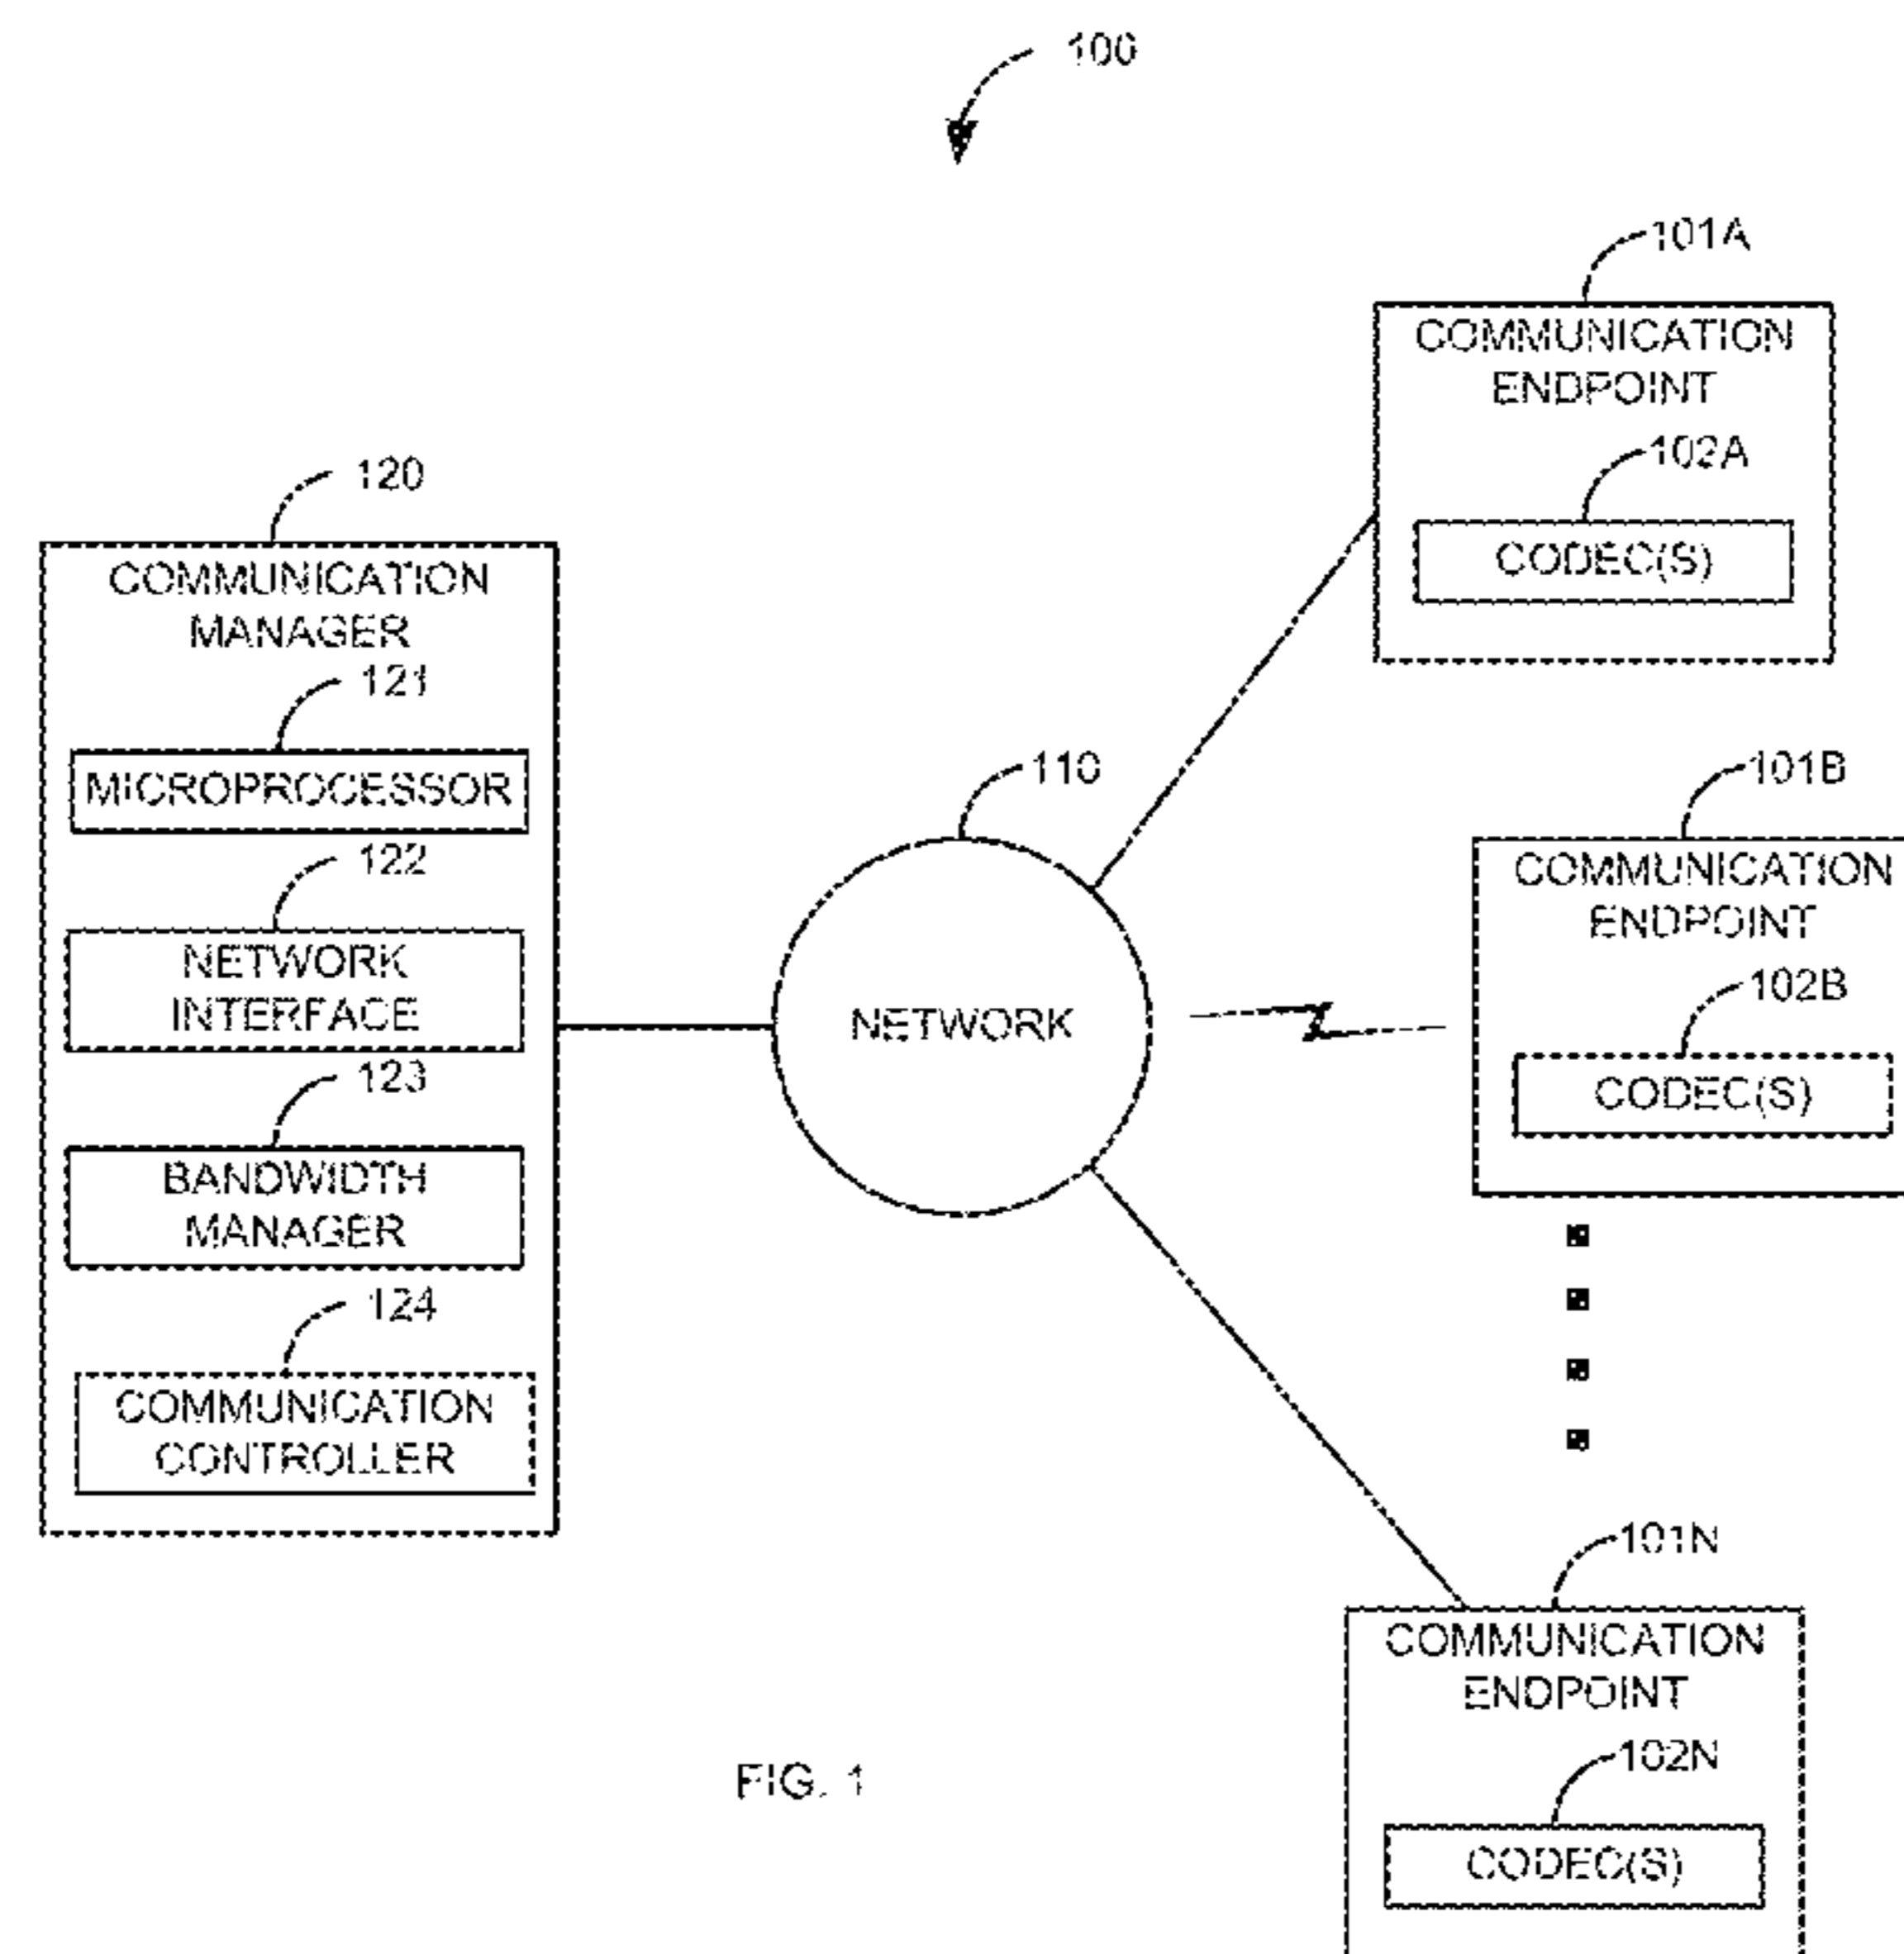 100
101A
COMMUNICATION
ENDPOINT
102A
CODEC(S)
120
COMMUNICATION
MANAGER
121
MICROPROCESSOR
122
NETWORK
INTERFACE
123
BANDWIDTH
MANAGER
124
COMMUNICATION
CONTROLLER
110
NETWORK
101B
COMMUNICATION
ENDPOINT
102B
CODEC(S)
101N
COMMUNICATION
ENDPOINT
102N
CODEC(S)
FIG. 1